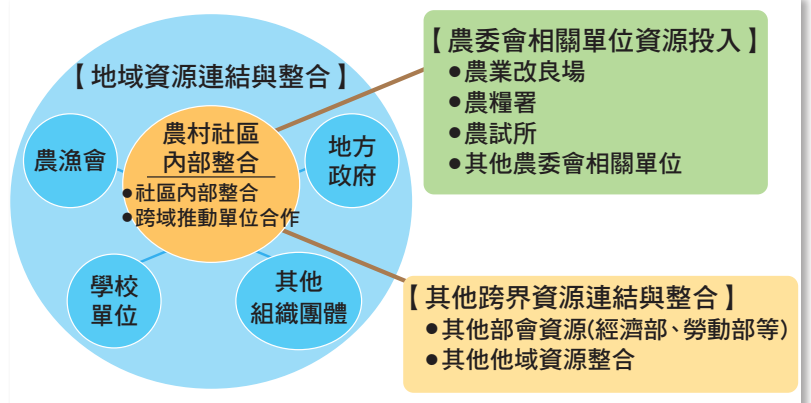 【地域資源連結與整合】
農漁會
農村社區
內部整合
●社區內部整合
●跨域推動單位合作
地方
政府
學校
單位
其他
組織團體
【農委會相關單位資源投入】
●農業改良場
●農糧署
●農試所
●其他農委會相關單位
【其他跨界資源連結與整合】
●其他部會資源(經濟部、勞動部等)
●其他他域資源整合